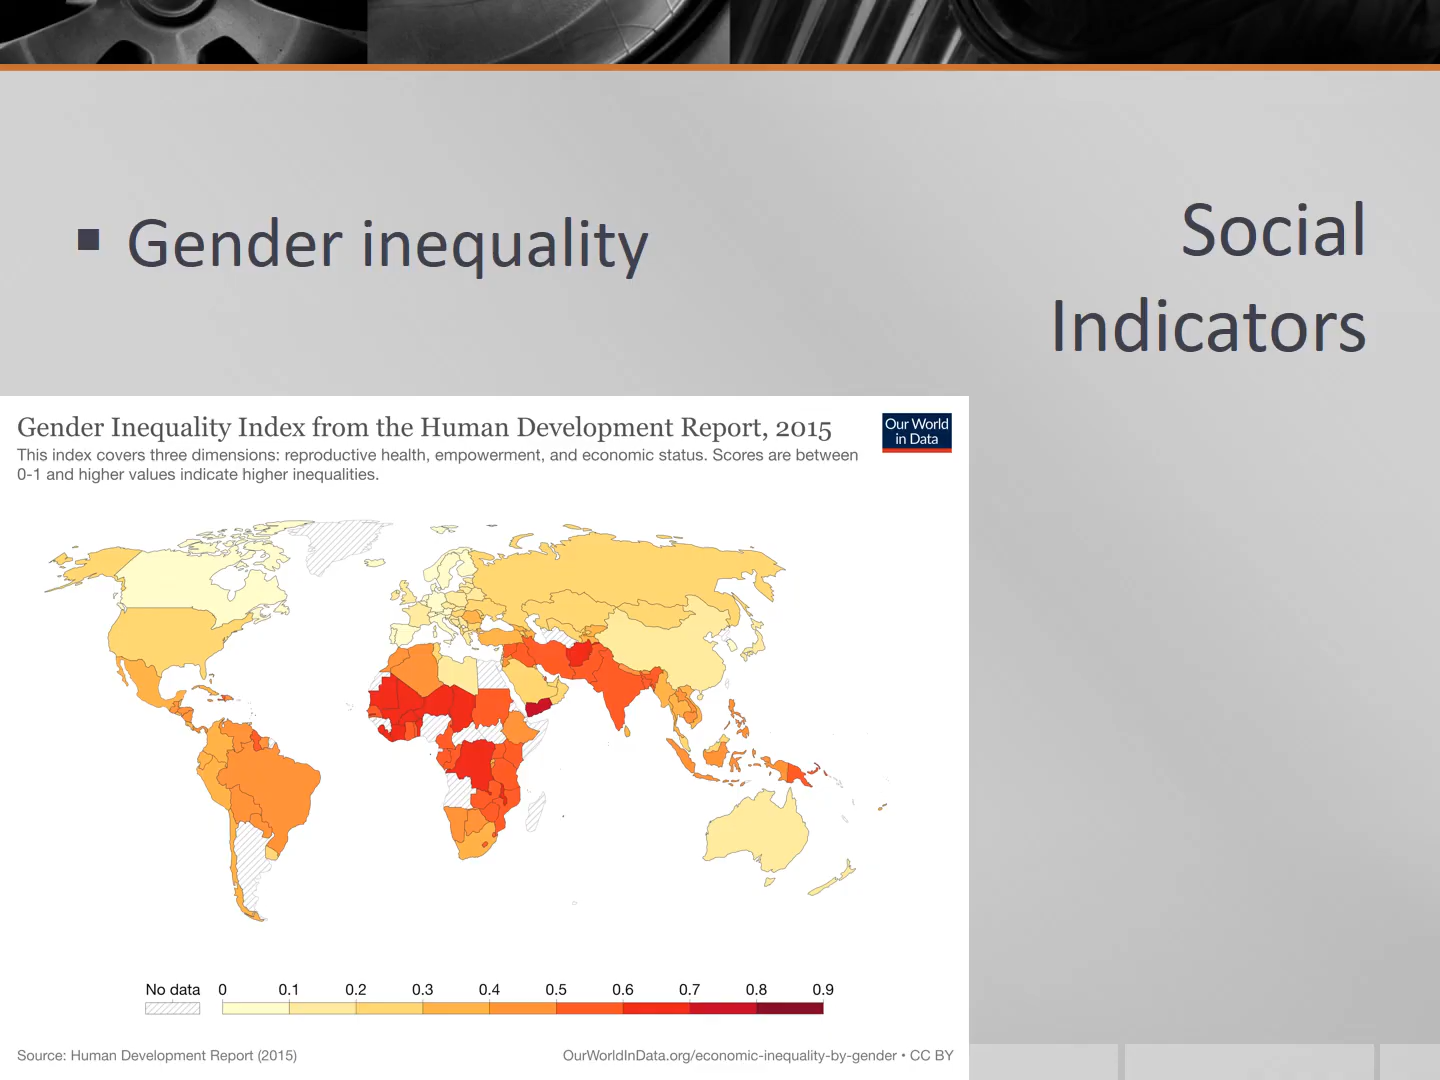 ▪ Gender inequality
Social
Indicators
Gender Inequality Index from the Human Development Report, 2015
Our World
in Data
This index covers three dimensions: reproductive health, empowerment, and economic status. Scores are between
0-1 and higher values indicate higher inequalities.
No data 0 0.1 0.2 0.3 0.4 0.5 0.6 0.7 0.8 0.9
Source: Human Development Report (2015)
OurWorldInData.org/economic-inequality-by-gender • CC BY